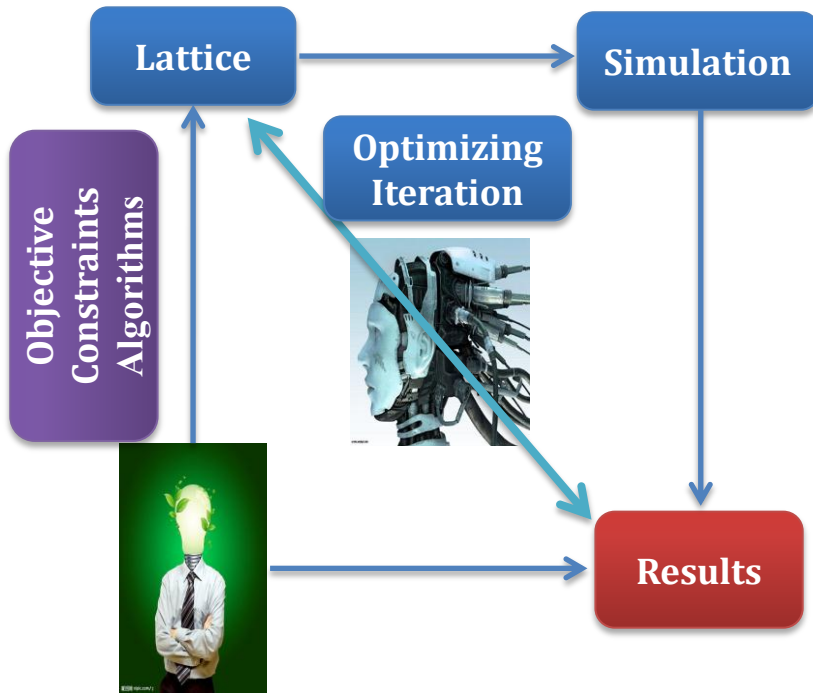 Lattice
Simulation
Optimizing
Iteration
Objective
Constraints
Algorithms
Results